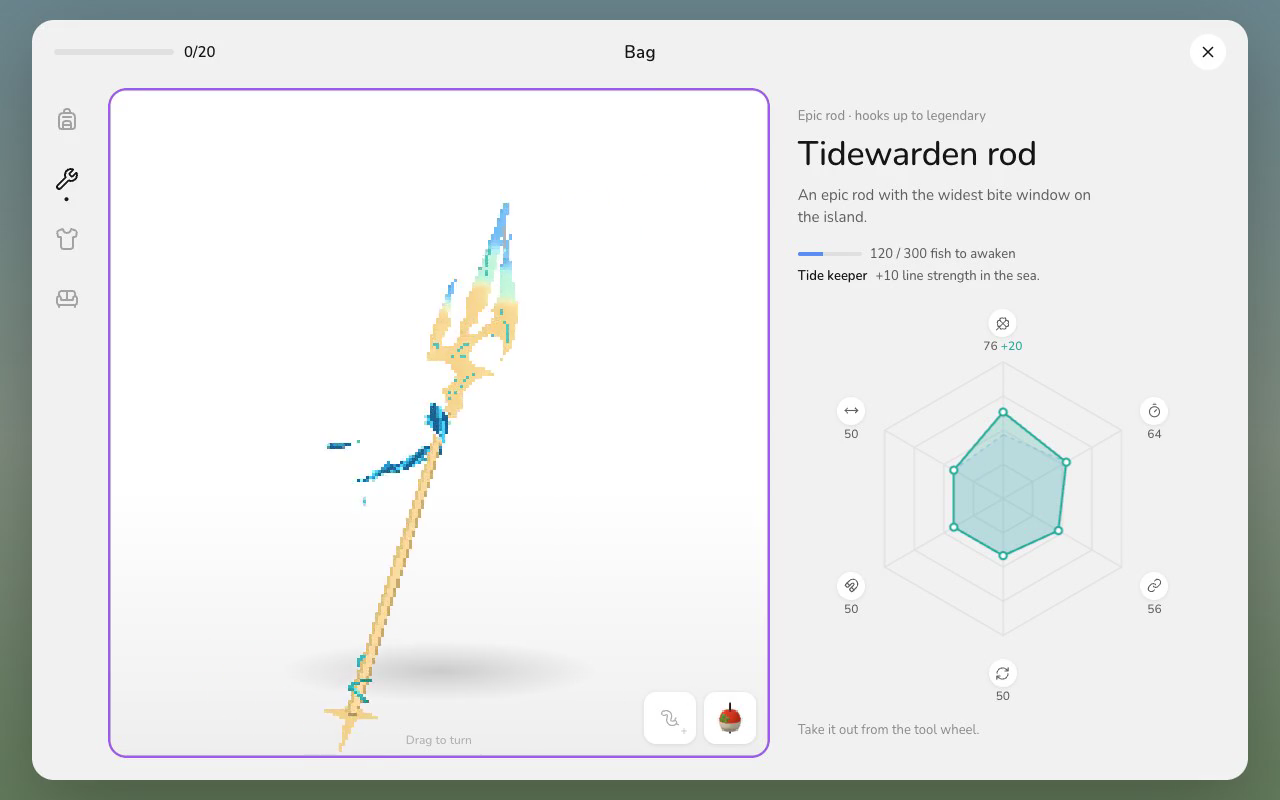 0/20
Bag
Epic rod · hooks up to legendary
Tidewarden rod
An epic rod with the widest bite window on
the island.
120 / 300 fish to awaken
Tide keeper +10 line strength in the sea.
76 +20
50
64
50
56
50
Take it out from the tool wheel.
Drag to turn